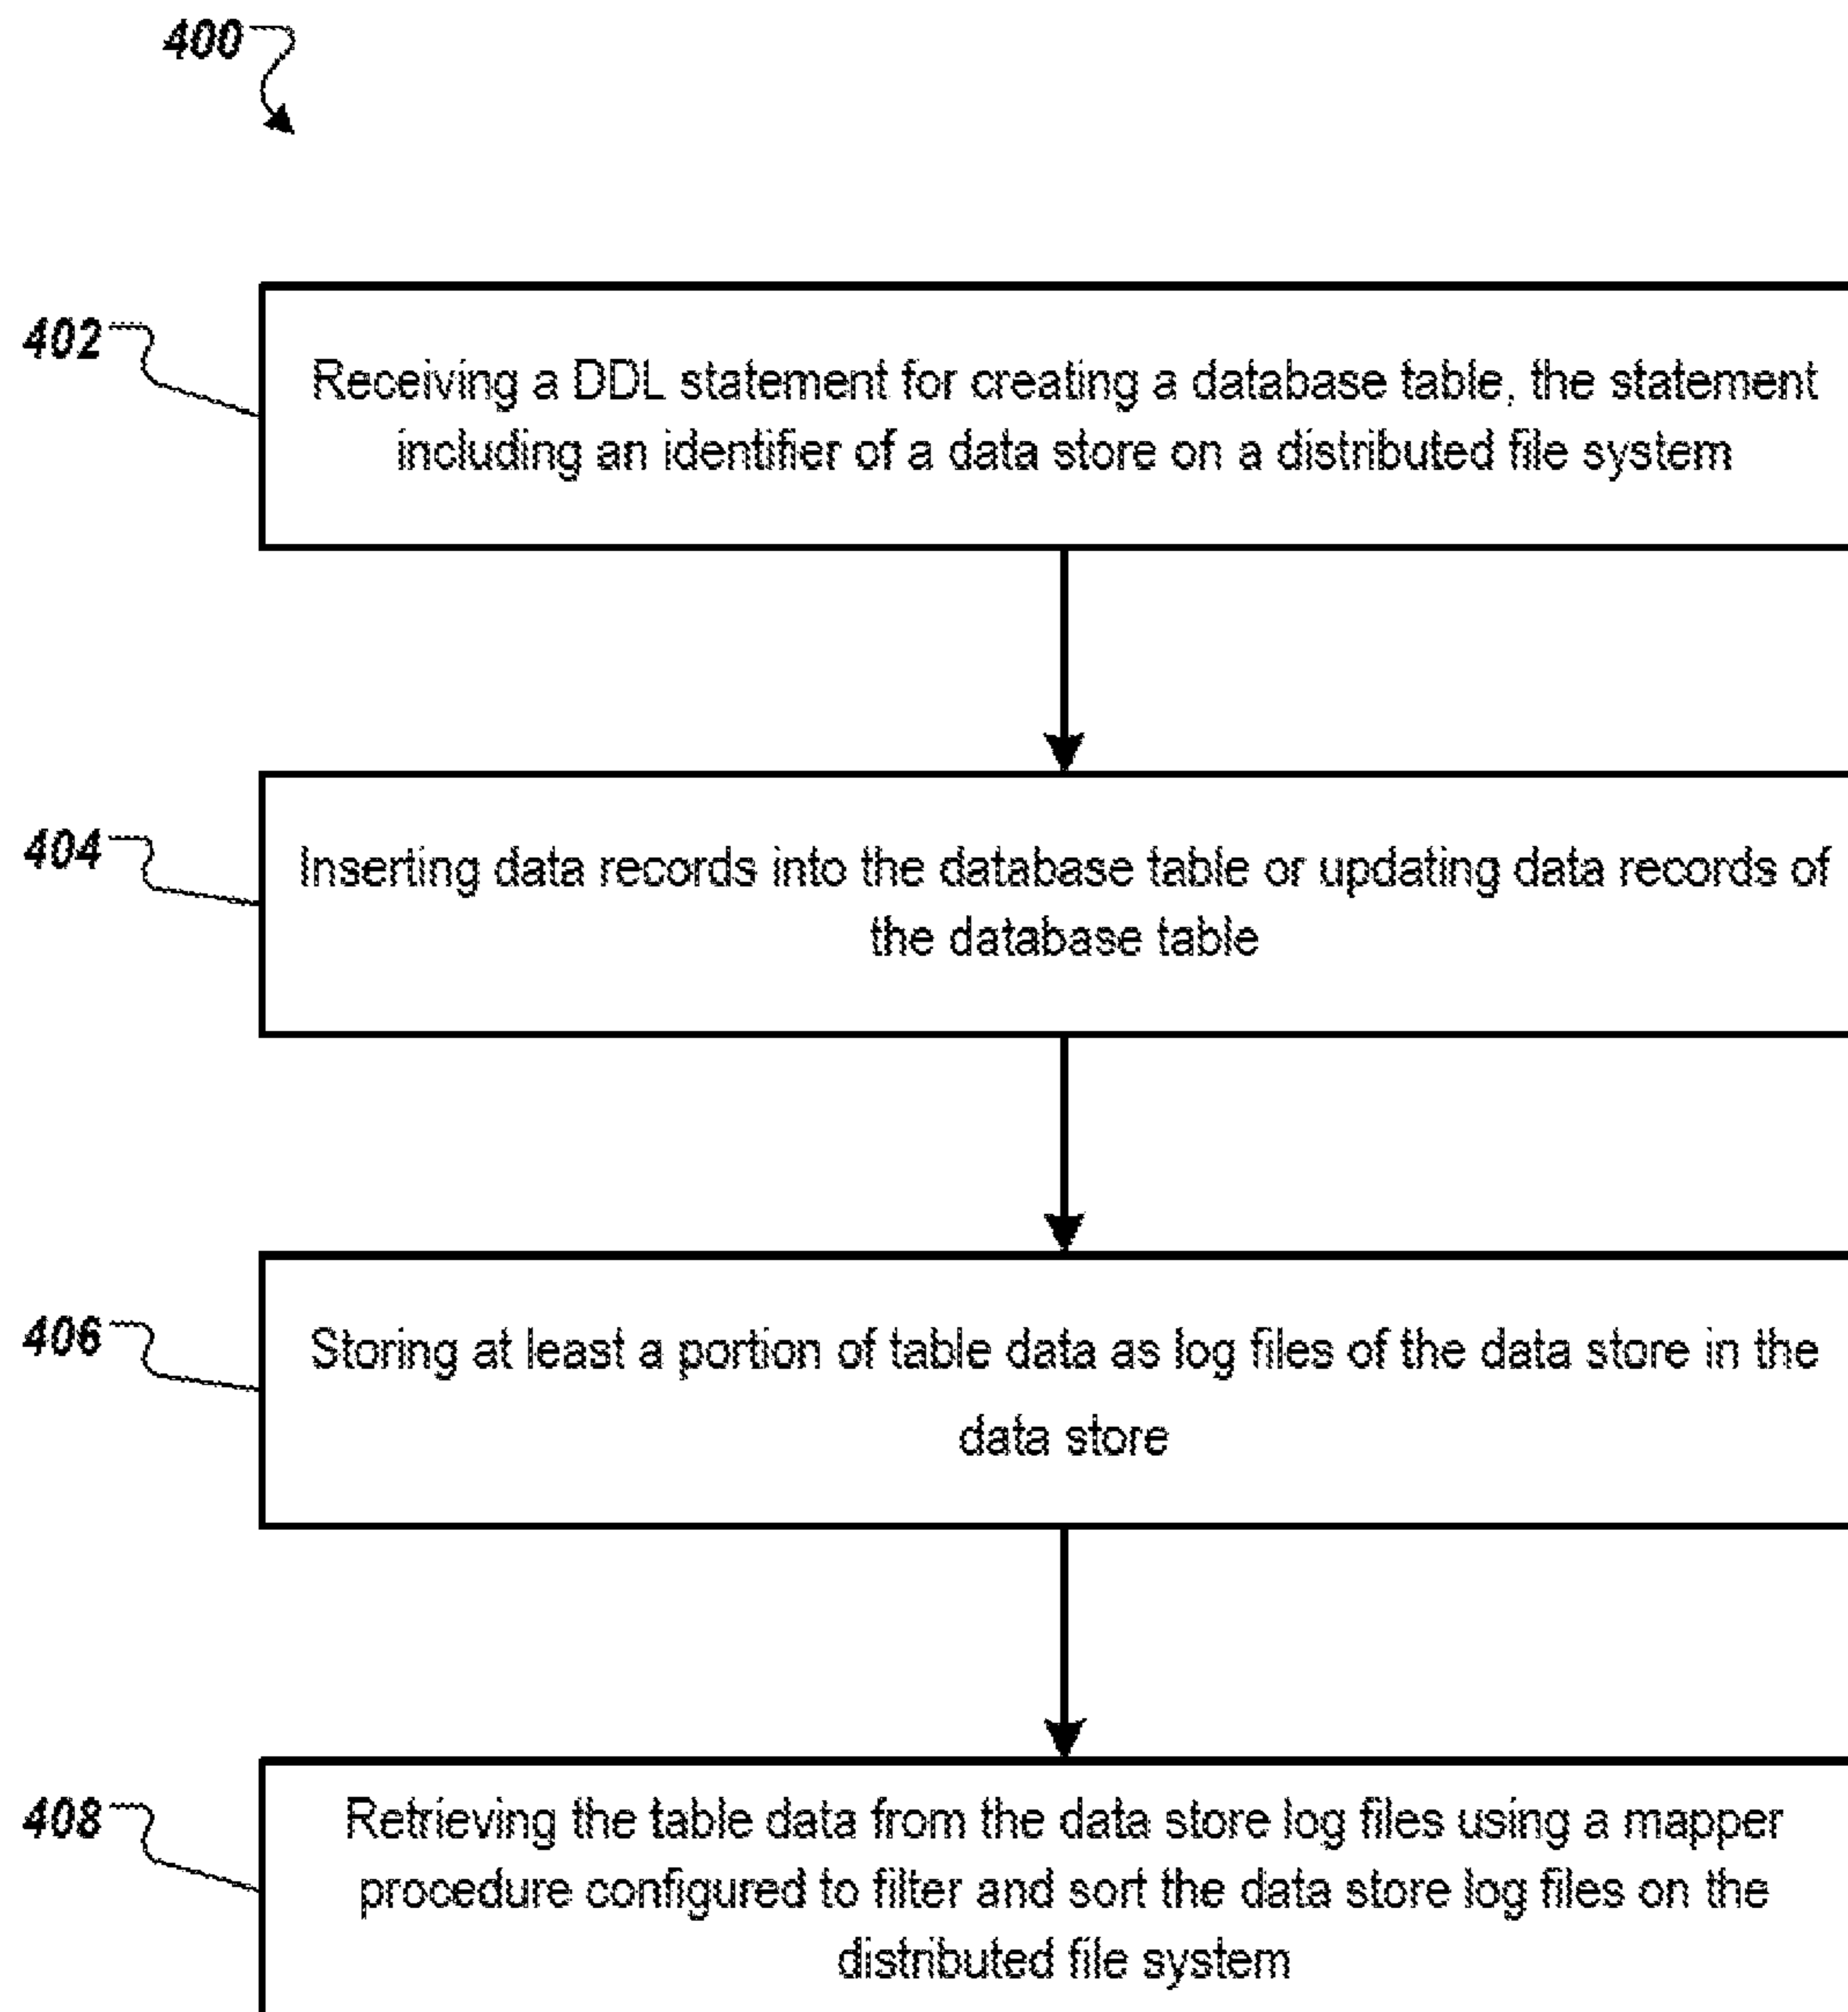 400
402
Receiving a DDL statement for creating a database table, the statement
including an identifier of a data store on a distributed file system
404
Inserting data records into the database table or updating data records of
the database table
406
Storing at least a portion of table data as log files of the data store in the
data store
408
Retrieving the table data from the data store log files using a mapper
procedure configured to filter and sort the data store log files on the
distributed file system